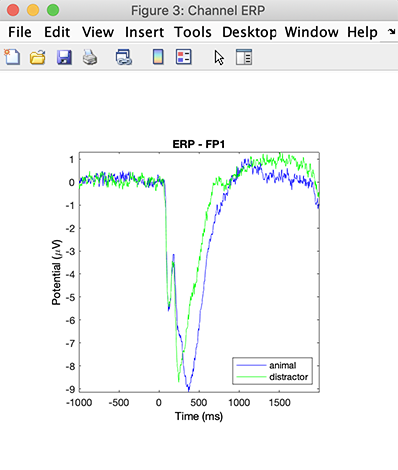 Figure 3: Channel ERP
File Edit View Insert Tools Desktop Window Help
ERP - FP1
1
0
-1
-2
-3
-4
-5
-6
-7
-8
-9
Potential (μV)
animal
distractor
-1000 -500 0 500 1000 1500
Time (ms)